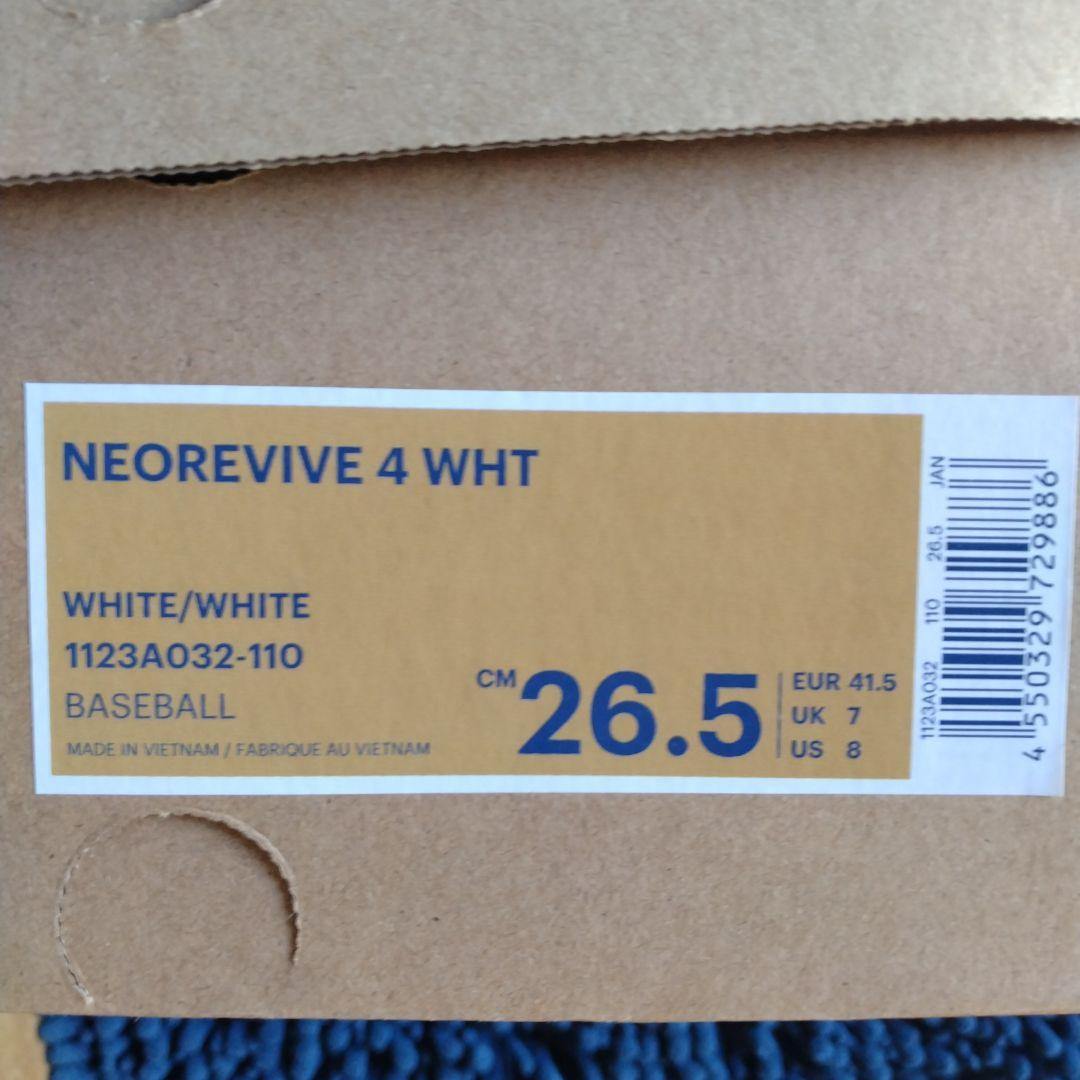 NEOREVIVE 4 WHT
WHITE/WHITE
1123A032-110
BASEBALL
MADE IN VIETNAM / FABRIQUE AU VIETNAM
CM 26.5
EUR 41.5
UK 7
US 8
1123A032 110 26.5 JAN
4 550329 729886